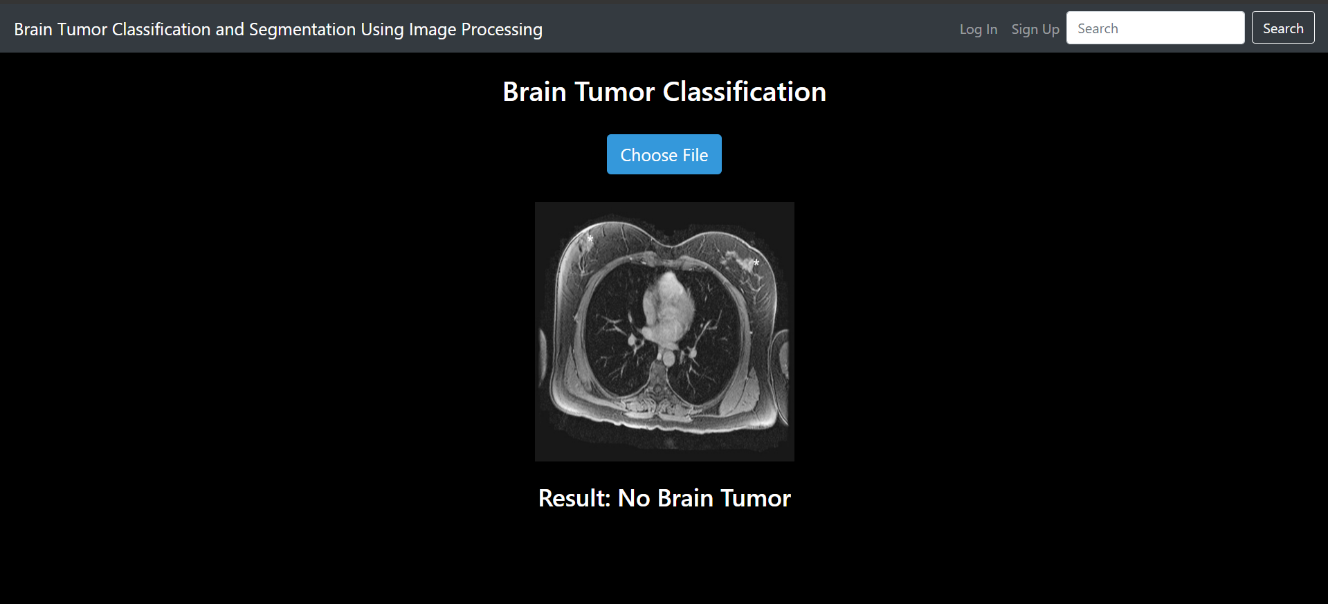 Brain Tumor Classification and Segmentation Using Image Processing Log In Sign Up Search Search
Brain Tumor Classification
Choose File
* 
*
Result: No Brain Tumor